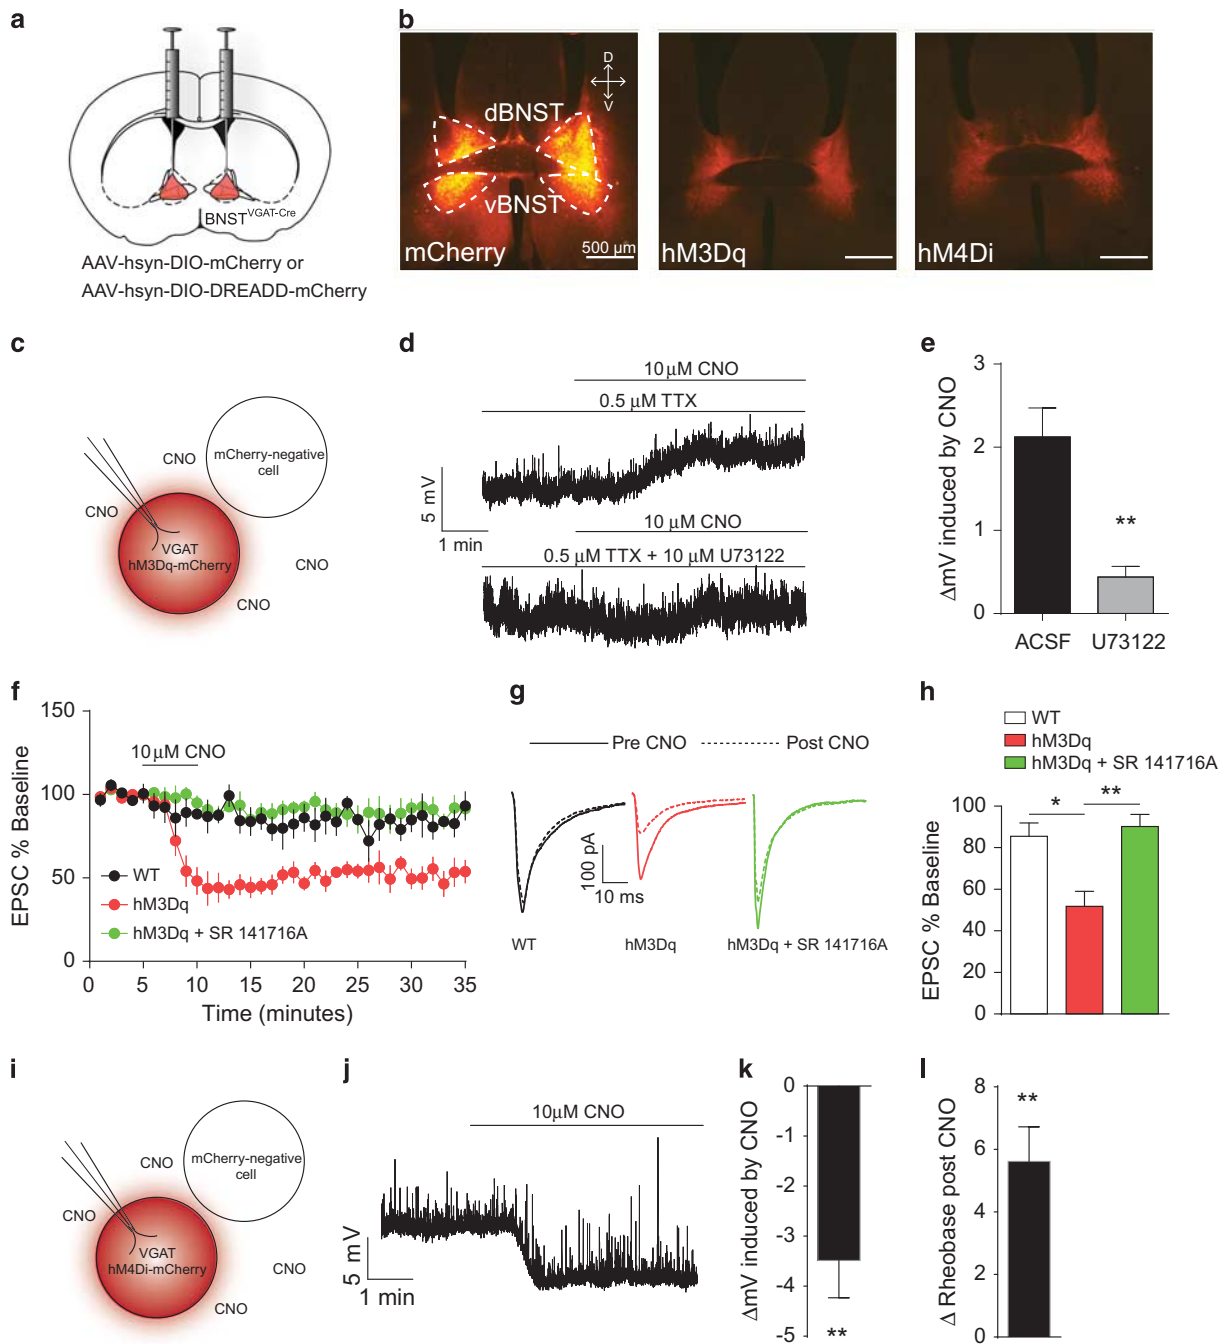 a
BNSTVGAT-Cre
AAV-hsyn-DIO-mCherry or
AAV-hsyn-DIO-DREADD-mCherry
b
D
V
dBNST
vBNST
mCherry
500 µm
hM3Dq
hM4Di
c
CNO
mCherry-negative
cell
CNO
VGAT
hM3Dq-mCherry
CNO
CNO
d
10 µM CNO
0.5 µM TTX
5 mV
1 min
10 µM CNO
0.5 µM TTX + 10 µM U73122
e
ΔmV induced by CNO
3
2
1
0
**
ACSF
U73122
f
EPSC % Baseline
150
100
50
0
10 µM CNO
WT
hM3Dq
hM3Dq + SR 141716A
0 5 10 15 20 25 30 35
Time (minutes)
g
Pre CNO
Post CNO
100 pA
10 ms
WT
hM3Dq
hM3Dq + SR 141716A
h
WT
hM3Dq
hM3Dq + SR 141716A
EPSC % Baseline
100
80
60
40
20
0
*
**
i
CNO
mCherry-negative
cell
CNO
VGAT
hM4Di-mCherry
CNO
CNO
j
10µM CNO
5 mV
1 min
k
ΔmV induced by CNO
0
-1
-2
-3
-4
-5
**
l
Δ Rheobase post CNO
8
6
4
2
0
**